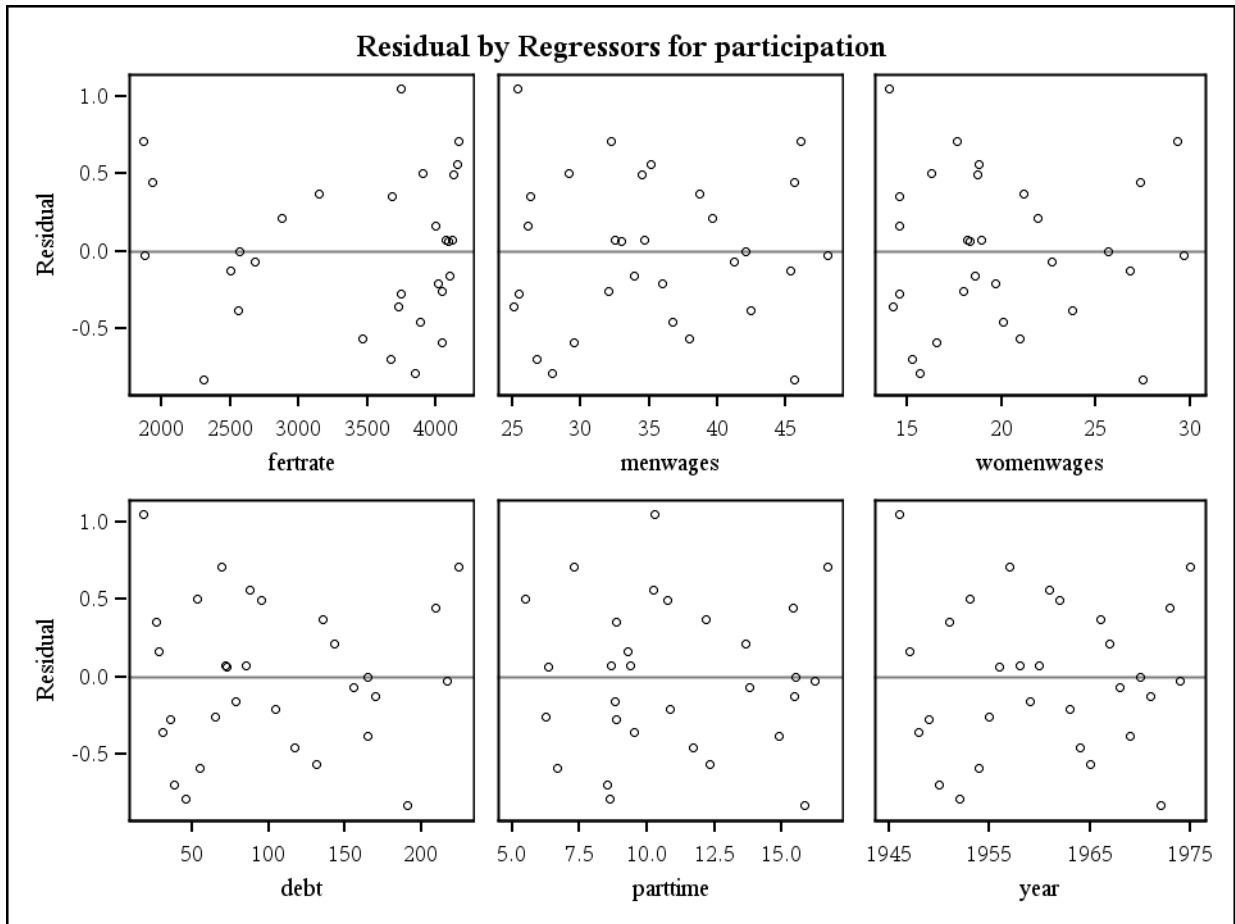 Residual by Regressors for participation
1.0
0.5
0.0
-0.5
Residual
2000 2500 3000 3500 4000
fertrate
25 30 35 40 45
menwages
15 20 25 30
womenwages
1.0
0.5
0.0
-0.5
Residual
50 100 150 200
debt
5.0 7.5 10.0 12.5 15.0
parttime
1945 1955 1965 1975
year